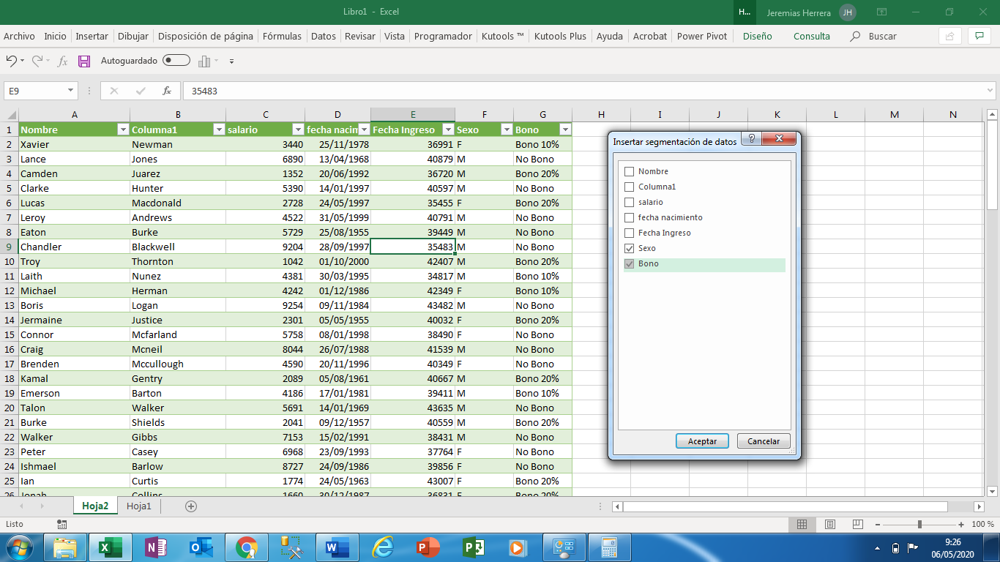 Libro1 - Excel
H...
Jeremias Herrera
JH
Archivo Inicio Insertar Dibujar Disposición de página Fórmulas Datos Revisar Vista Programador Kutools ™ Kutools Plus Ayuda Acrobat Power Pivot Diseño Consulta Buscar
fx Autoguardado
E9 fx 35483
A B C D E F G H I J K L M N
1 Nombre Columna1 salario fecha nacim Fecha Ingreso Sexo Bono
2 Xavier Newman 3440 25/11/1978 36991 F Bono 10%
3 Lance Jones 6890 13/04/1968 40879 M No Bono
4 Camden Juarez 1352 20/06/1992 36720 M Bono 20%
5 Clarke Hunter 5390 14/01/1997 40597 M No Bono
6 Lucas Macdonald 2728 24/05/1997 35455 F Bono 20%
7 Leroy Andrews 4522 31/05/1999 40791 M No Bono
8 Eaton Burke 5729 25/08/1955 39449 M No Bono
9 Chandler Blackwell 9204 28/09/1997 35483 M No Bono
10 Troy Thornton 1042 01/10/2000 42407 M Bono 20%
11 Laith Nunez 4381 30/03/1995 34817 M Bono 10%
12 Michael Herman 4242 01/12/1986 42349 F Bono 10%
13 Boris Logan 9254 09/11/1984 43482 M No Bono
14 Jermaine Justice 2301 05/05/1955 40032 F Bono 20%
15 Connor Mcfarland 5758 08/01/1998 38490 F No Bono
16 Craig Mcneil 8044 26/07/1988 41539 M No Bono
17 Brenden Mccullough 4590 20/11/1996 40349 F No Bono
18 Kamal Gentry 2089 05/08/1961 40667 M Bono 20%
19 Emerson Barton 4186 17/01/1981 39411 M Bono 10%
20 Talon Walker 5691 14/01/1969 43635 M No Bono
21 Burke Shields 2041 09/12/1957 40559 M Bono 20%
22 Walker Gibbs 7153 15/02/1991 38431 M No Bono
23 Peter Casey 6968 23/09/1993 37764 F No Bono
24 Ishmael Barlow 8727 24/09/1986 39856 F No Bono
25 Ian Curtis 1774 24/05/1963 43007 F Bono 20%
26 Jonah Collins 1660 30/12/1987 36831 F Bono 20%
Insertar segmentación de datos
Nombre
Columna1
salario
fecha nacimiento
Fecha Ingreso
Sexo
Bono
Aceptar Cancelar
Hoja2 Hoja1
Listo
100 %
9:26
06/05/2020